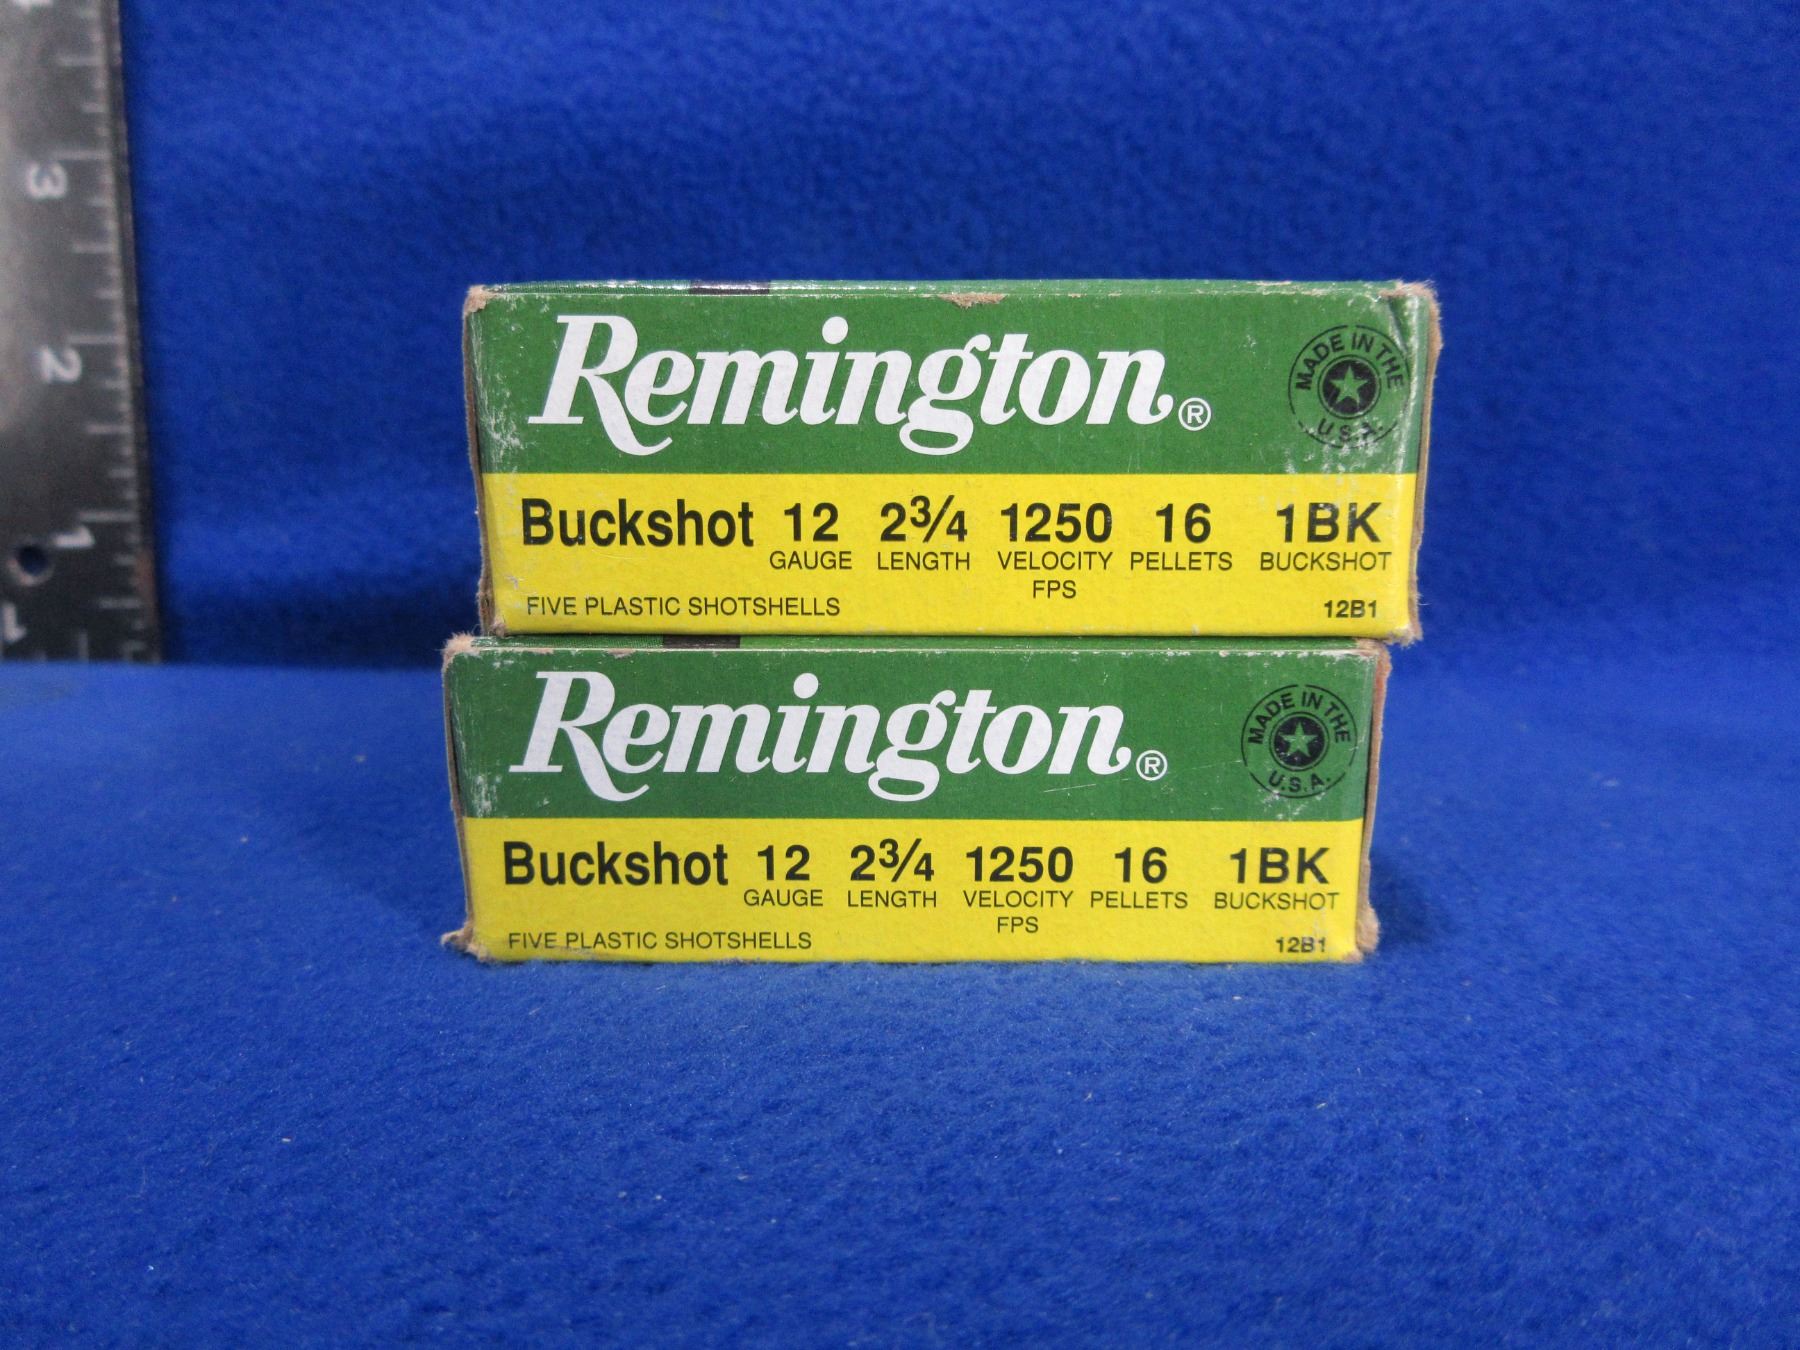 3
2
1
Remington®
MADE IN THE
U.S.A.
Buckshot 12 2¾ 1250 16 1BK
GAUGE LENGTH VELOCITY PELLETS BUCKSHOT
FPS
FIVE PLASTIC SHOTSHELLS 12B1
Remington®
MADE IN THE
U.S.A.
Buckshot 12 2¾ 1250 16 1BK
GAUGE LENGTH VELOCITY PELLETS BUCKSHOT
FPS
FIVE PLASTIC SHOTSHELLS 12B1